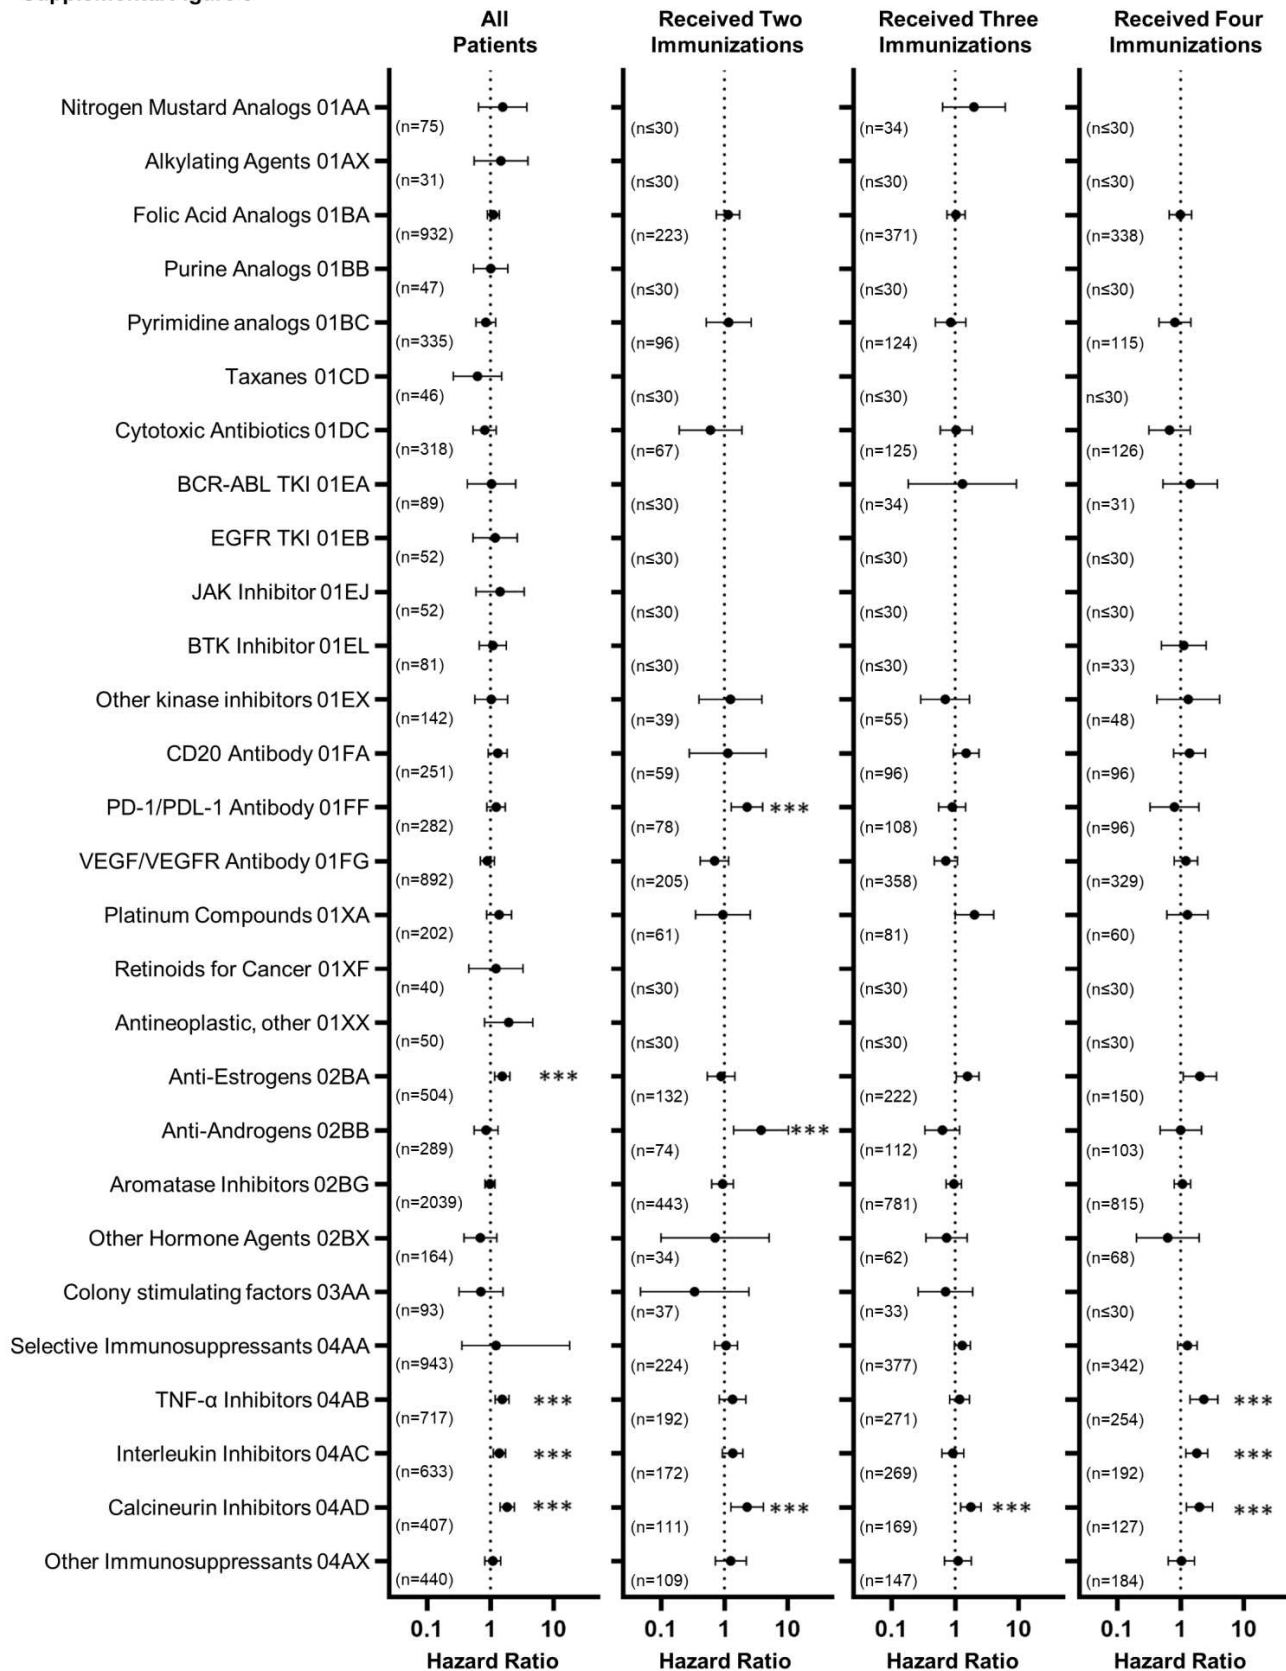 All
Patients
Received Two
Immunizations
Received Three
Immunizations
Received Four
Immunizations
Nitrogen Mustard Analogs 01AA
(n=75) (n≤30) (n=34) (n≤30)
Alkylating Agents 01AX
(n=31) (n≤30) (n≤30) (n≤30)
Folic Acid Analogs 01BA
(n=932) (n=223) (n=371) (n=338)
Purine Analogs 01BB
(n=47) (n≤30) (n≤30) (n≤30)
Pyrimidine analogs 01BC
(n=335) (n=96) (n=124) (n=115)
Taxanes 01CD
(n=46) (n≤30) (n≤30) n≤30)
Cytotoxic Antibiotics 01DC
(n=318) (n=67) (n=125) (n=126)
BCR-ABL TKI 01EA
(n=89) (n≤30) (n=34) (n=31)
EGFR TKI 01EB
(n=52) (n≤30) (n≤30) (n≤30)
JAK Inhibitor 01EJ
(n=52) (n≤30) (n≤30) (n≤30)
BTK Inhibitor 01EL
(n=81) (n≤30) (n≤30) (n=33)
Other kinase inhibitors 01EX
(n=142) (n=39) (n=55) (n=48)
CD20 Antibody 01FA
(n=251) (n=59) (n=96) (n=96)
PD-1/PDL-1 Antibody 01FF ***
(n=282) (n=78) (n=108) (n=96)
VEGF/VEGFR Antibody 01FG
(n=892) (n=205) (n=358) (n=329)
Platinum Compounds 01XA
(n=202) (n=61) (n=81) (n=60)
Retinoids for Cancer 01XF
(n=40) (n≤30) (n≤30) (n≤30)
Antineoplastic, other 01XX
(n=50) (n≤30) (n≤30) (n≤30)
Anti-Estrogens 02BA ***
(n=504) (n=132) (n=222) (n=150)
Anti-Androgens 02BB ***
(n=289) (n=74) (n=112) (n=103)
Aromatase Inhibitors 02BG
(n=2039) (n=443) (n=781) (n=815)
Other Hormone Agents 02BX
(n=164) (n=34) (n=62) (n=68)
Colony stimulating factors 03AA
(n=93) (n=37) (n=33) (n≤30)
Selective Immunosuppressants 04AA
(n=943) (n=224) (n=377) (n=342)
TNF-α Inhibitors 04AB *** ***
(n=717) (n=192) (n=271) (n=254)
Interleukin Inhibitors 04AC *** ***
(n=633) (n=172) (n=269) (n=192)
Calcineurin Inhibitors 04AD *** *** *** ***
(n=407) (n=111) (n=169) (n=127)
Other Immunosuppressants 04AX
(n=440) (n=109) (n=147) (n=184)
0.1 1 10 0.1 1 10 0.1 1 10 0.1 1 10
Hazard Ratio Hazard Ratio Hazard Ratio Hazard Ratio